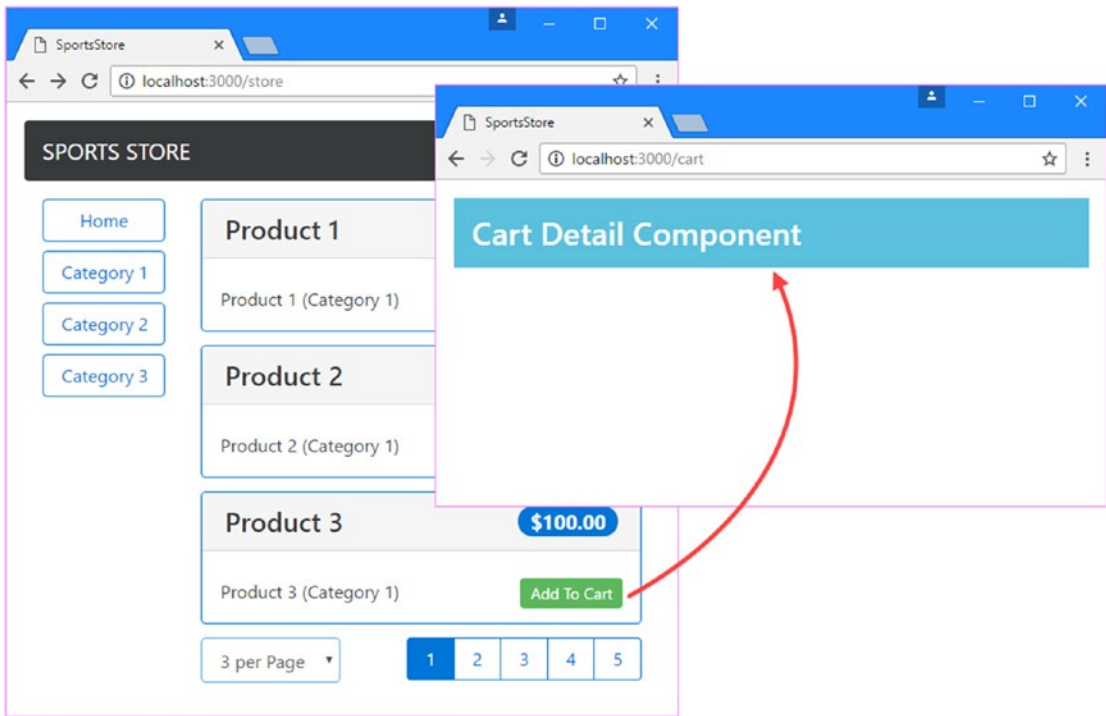 SportsStore
localhost:3000/store
SPORTS STORE
Home
Category 1
Category 2
Category 3
Product 1
Product 1 (Category 1)
Product 2
Product 2 (Category 1)
Product 3
$100.00
Product 3 (Category 1)
Add To Cart
3 per Page
1 2 3 4 5
SportsStore
localhost:3000/cart
Cart Detail Component